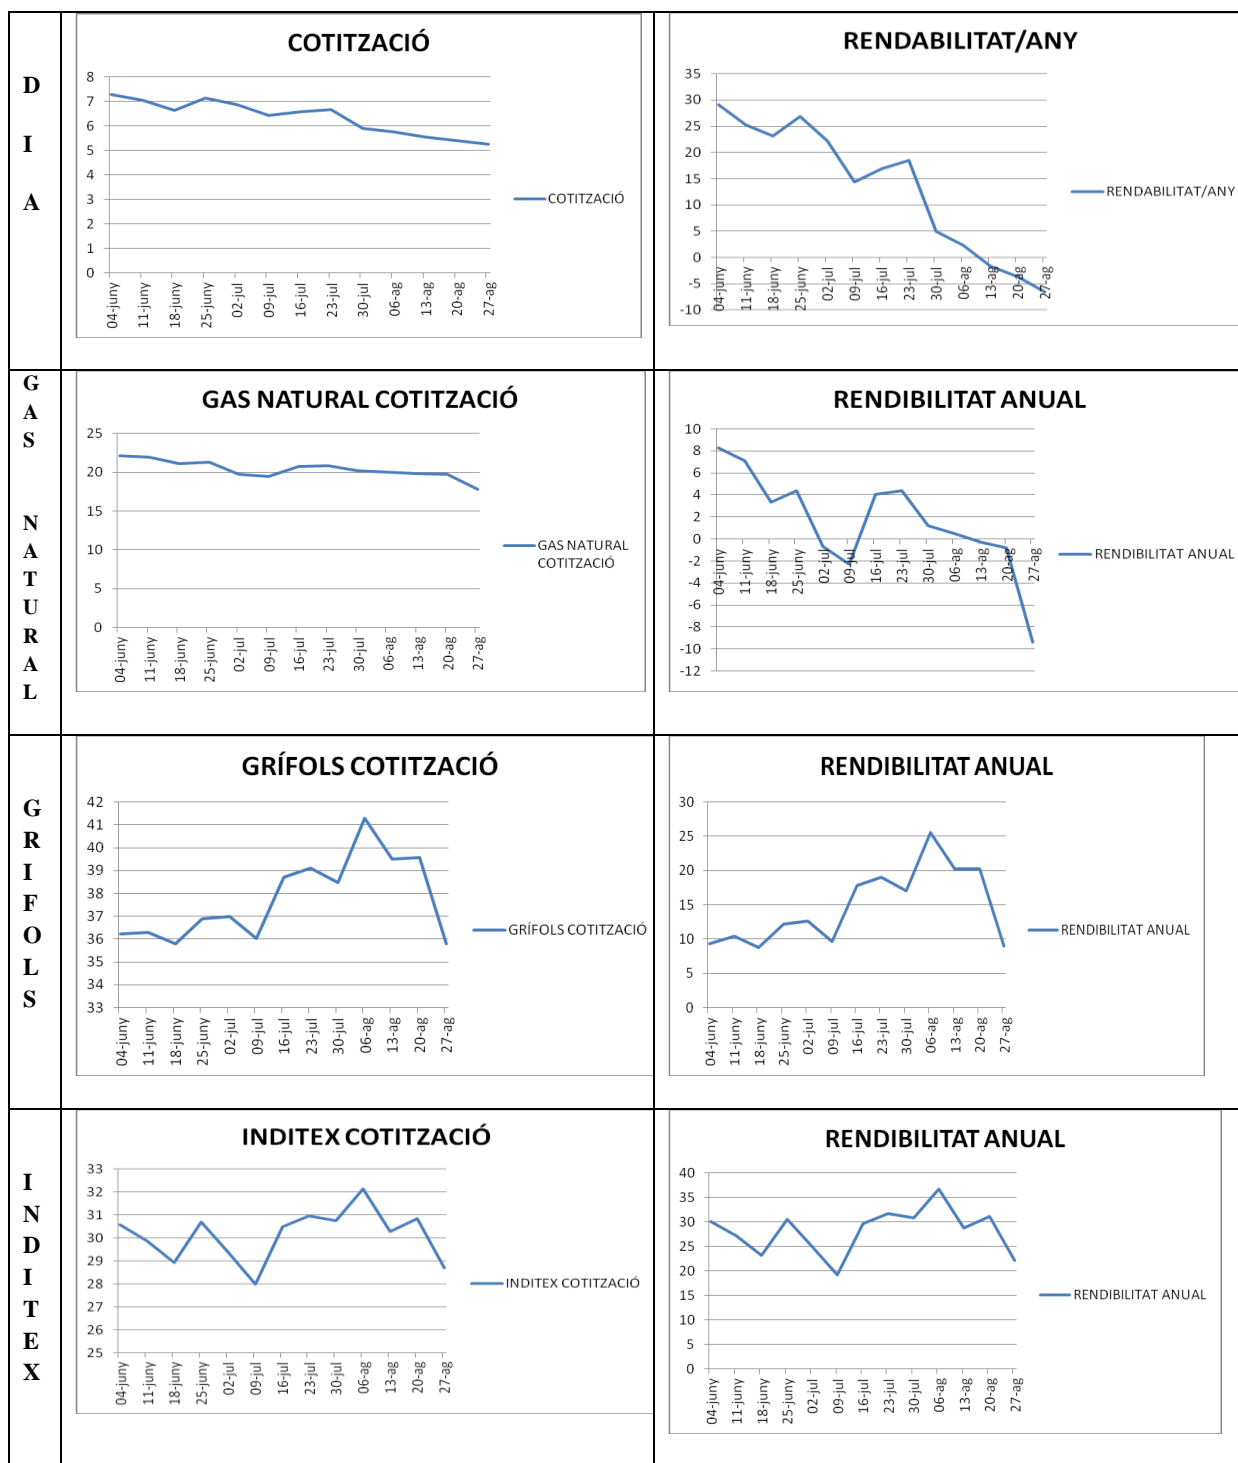 D
I
A
COTITZACIÓ
8
7
6
5
4
3
2
1
0
04-juny
11-juny
18-juny
25-juny
02-jul
09-jul
16-jul
23-jul
30-jul
06-ag
13-ag
20-ag
27-ag
COTITZACIÓ
RENDABILITAT/ANY
35
30
25
20
15
10
5
0
-5
-10
04-juny
11-juny
18-juny
25-juny
02-jul
09-jul
16-jul
23-jul
30-jul
06-ag
13-ag
20-ag
27-ag
RENDABILITAT/ANY
G
A
S
N
A
T
U
R
A
L
GAS NATURAL COTITZACIÓ
25
20
15
10
5
0
04-juny
11-juny
18-juny
25-juny
02-jul
09-jul
16-jul
23-jul
30-jul
06-ag
13-ag
20-ag
27-ag
GAS NATURAL
COTITZACIÓ
RENDIBILITAT ANUAL
10
8
6
4
2
0
-2
-4
-6
-8
-10
-12
04-juny
11-juny
18-juny
25-juny
02-jul
09-jul
16-jul
23-jul
30-jul
06-ag
13-ag
20-ag
27-ag
RENDIBILITAT ANUAL
G
R
I
F
O
L
S
GRÍFOLS COTITZACIÓ
42
41
40
39
38
37
36
35
34
33
04-juny
11-juny
18-juny
25-juny
02-jul
09-jul
16-jul
23-jul
30-jul
06-ag
13-ag
20-ag
27-ag
GRÍFOLS COTITZACIÓ
RENDIBILITAT ANUAL
30
25
20
15
10
5
0
04-juny
11-juny
18-juny
25-juny
02-jul
09-jul
16-jul
23-jul
30-jul
06-ag
13-ag
20-ag
27-ag
RENDIBILITAT ANUAL
I
N
D
I
T
E
X
INDITEX COTITZACIÓ
33
32
31
30
29
28
27
26
25
04-juny
11-juny
18-juny
25-juny
02-jul
09-jul
16-jul
23-jul
30-jul
06-ag
13-ag
20-ag
27-ag
INDITEX COTITZACIÓ
RENDIBILITAT ANUAL
40
35
30
25
20
15
10
5
0
04-juny
11-juny
18-juny
25-juny
02-jul
09-jul
16-jul
23-jul
30-jul
06-ag
13-ag
20-ag
27-ag
RENDIBILITAT ANUAL